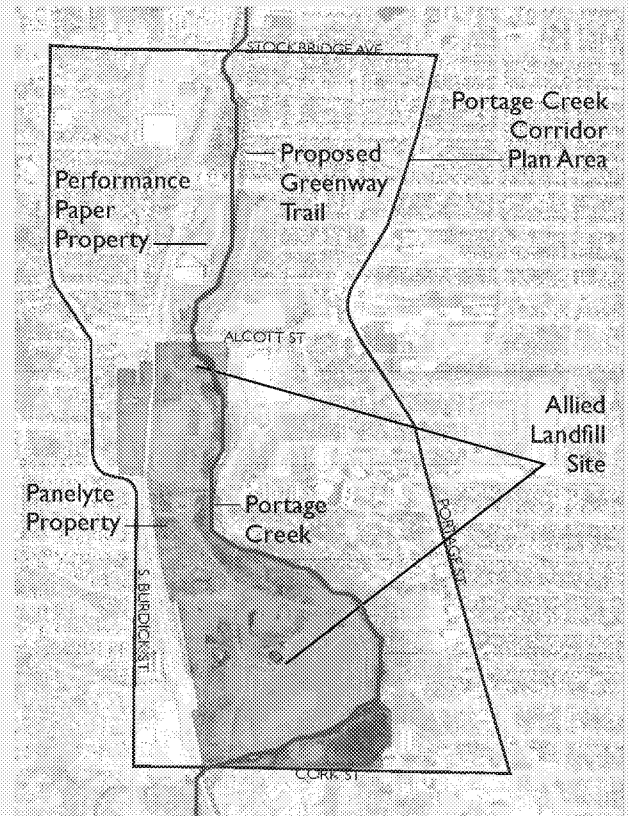 STOCKBRIDGE AVE
Portage Creek
Corridor
Plan Area
Proposed
Greenway
Trail
Performance
Paper
Property
ALCOTT ST
Allied
Landfill
Site
Panelyte
Property
Portage
Creek
PORTAGE ST
S BURDICK ST
CORK ST